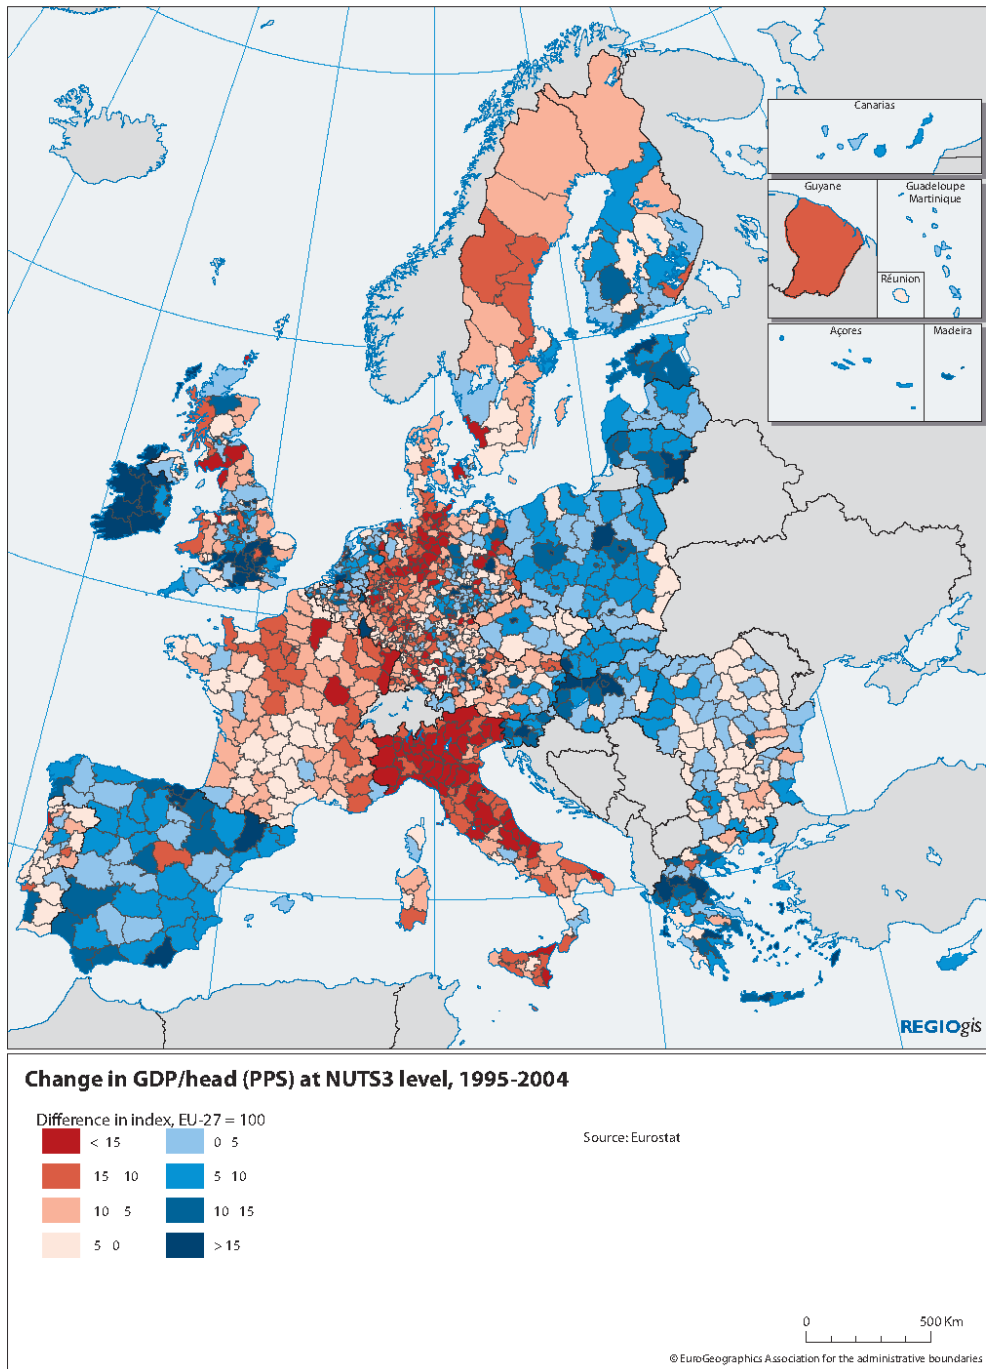 Canarias
Guyane
Guadeloupe
Martinique
Réunion
Açores
Madeira
REGIOgis
Change in GDP/head (PPS) at NUTS3 level, 1995-2004
Difference in index, EU-27 = 100
< 15
0 5
15 10
5 10
10 5
10 15
5 0
> 15
Source: Eurostat
0 500 Km
© EuroGeographics Association for the administrative boundaries